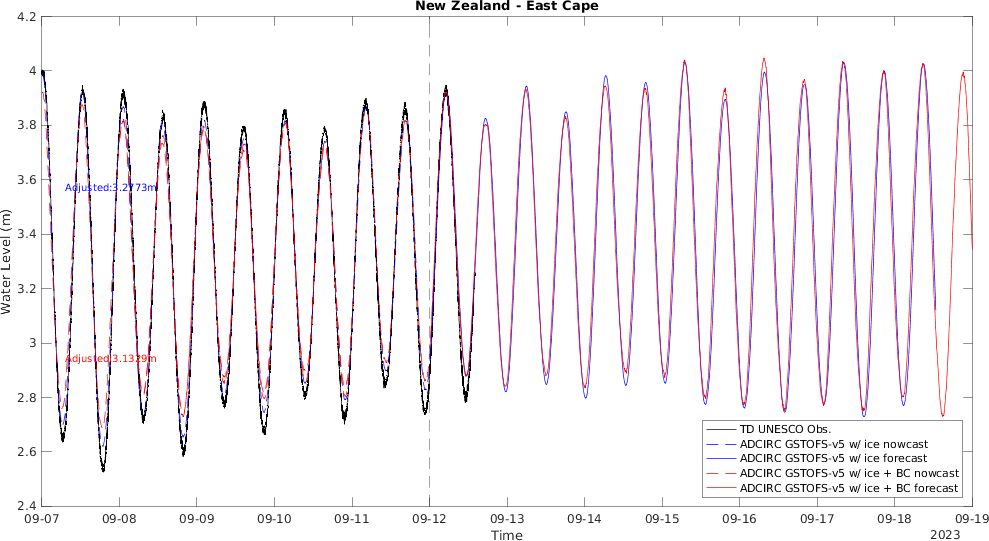 New Zealand - East Cape
4.2
4
3.8
3.6
3.4
3.2
3
2.8
2.6
2.4
Water Level (m)
Adjusted:3.2773m
Adjusted:3.1329m
TD UNESCO Obs.
ADCIRC GSTOFS-v5 w/ ice nowcast
ADCIRC GSTOFS-v5 w/ ice forecast
ADCIRC GSTOFS-v5 w/ ice + BC nowcast
ADCIRC GSTOFS-v5 w/ ice + BC forecast
09-07 09-08 09-09 09-10 09-11 09-12 09-13 09-14 09-15 09-16 09-17 09-18 09-19
Time
2023